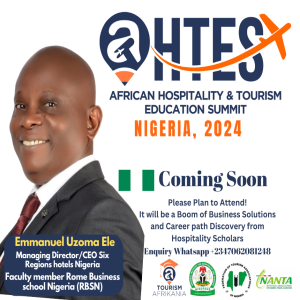 AHTES
AFRICAN HOSPITALITY & TOURISM
EDUCATION SUMMIT
NIGERIA, 2024
Coming Soon
Please Plan to Attend!
It will be a Boom of Business Solutions
and Career path Discovery from
Hospitality Scholars
Enquiry Whatsapp +2347062081248
Emmanuel Uzoma Ele
Managing Director/CEO Six
Regions hotels Nigeria
Faculty member Rome Business
school Nigeria (RBSN)
TOURISM
AFRIKANIA
NANTA